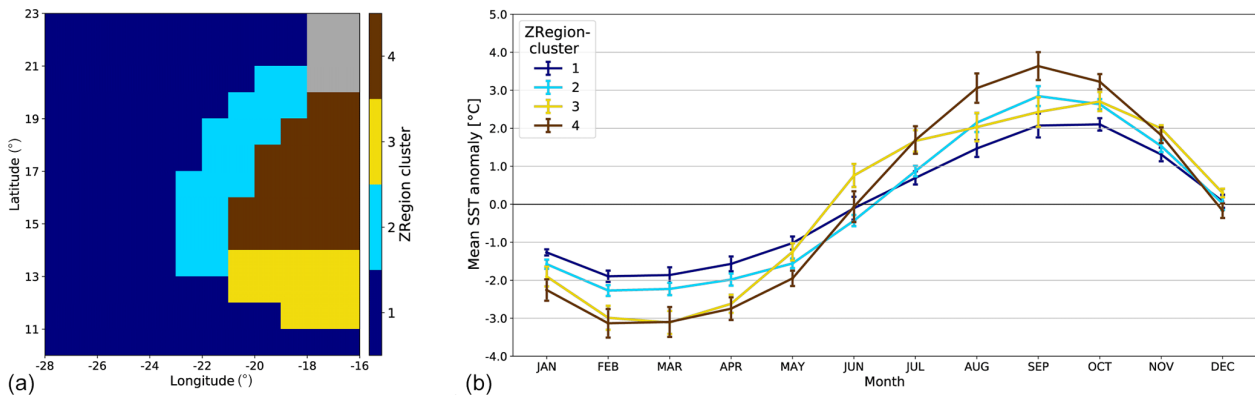 23
21
19
17
15
13
11
Latitude (°)
-28
-26
-24
-22
-20
-18
-16
Longitude (°)
4
3
2
1
ZRegion cluster
(a)
4.0
3.0
2.0
1.0
0.0
-1.0
-2.0
-3.0
-4.0
Mean SST anomaly [°C]
ZRegion-
cluster
1
2
3
4
JAN
FEB
MAR
APR
MAY
JUN
JUL
AUG
SEP
OCT
NOV
DEC
Month
(b)